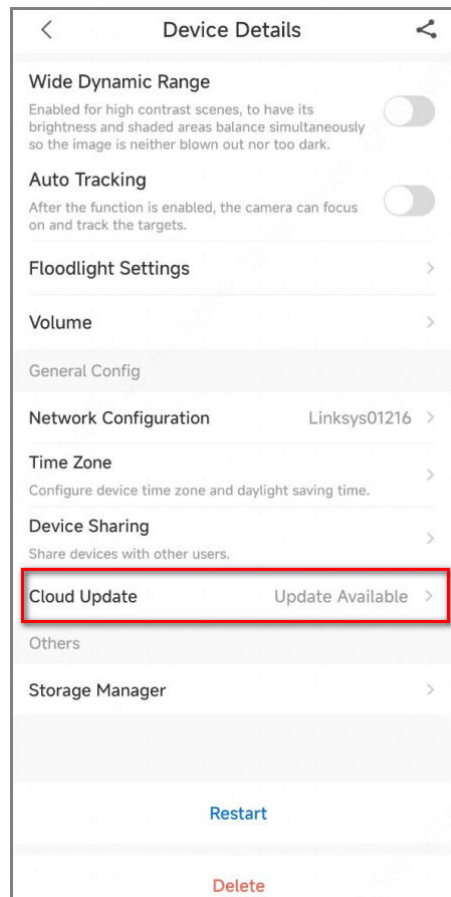 Device Details
Wide Dynamic Range
Enabled for high contrast scenes, to have its
brightness and shaded areas balance simultaneously
so the image is neither blown out nor too dark.
Auto Tracking
After the function is enabled, the camera can focus
on and track the targets.
Floodlight Settings
Volume
General Config
Network Configuration Linksys01216
Time Zone
Configure device time zone and daylight saving time.
Device Sharing
Share devices with other users.
Cloud Update Update Available
Others
Storage Manager
Restart
Delete